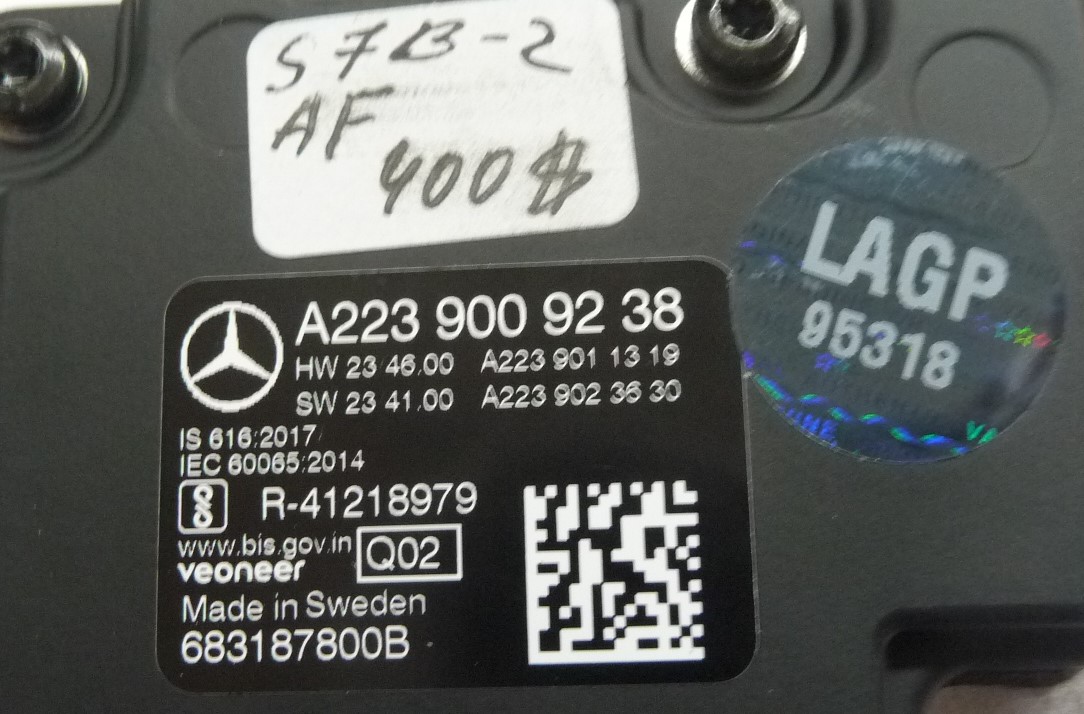 S7B-2
AF
400$
LAGP
95318
A223 900 92 38
HW 23 46.00 A223 901 13 19
SW 23 41.00 A223 902 36 30
IS 616:2017
IEC 60065:2014
R-41218979
www.bis.gov.in
Q02
veoneer
Made in Sweden
683187800B